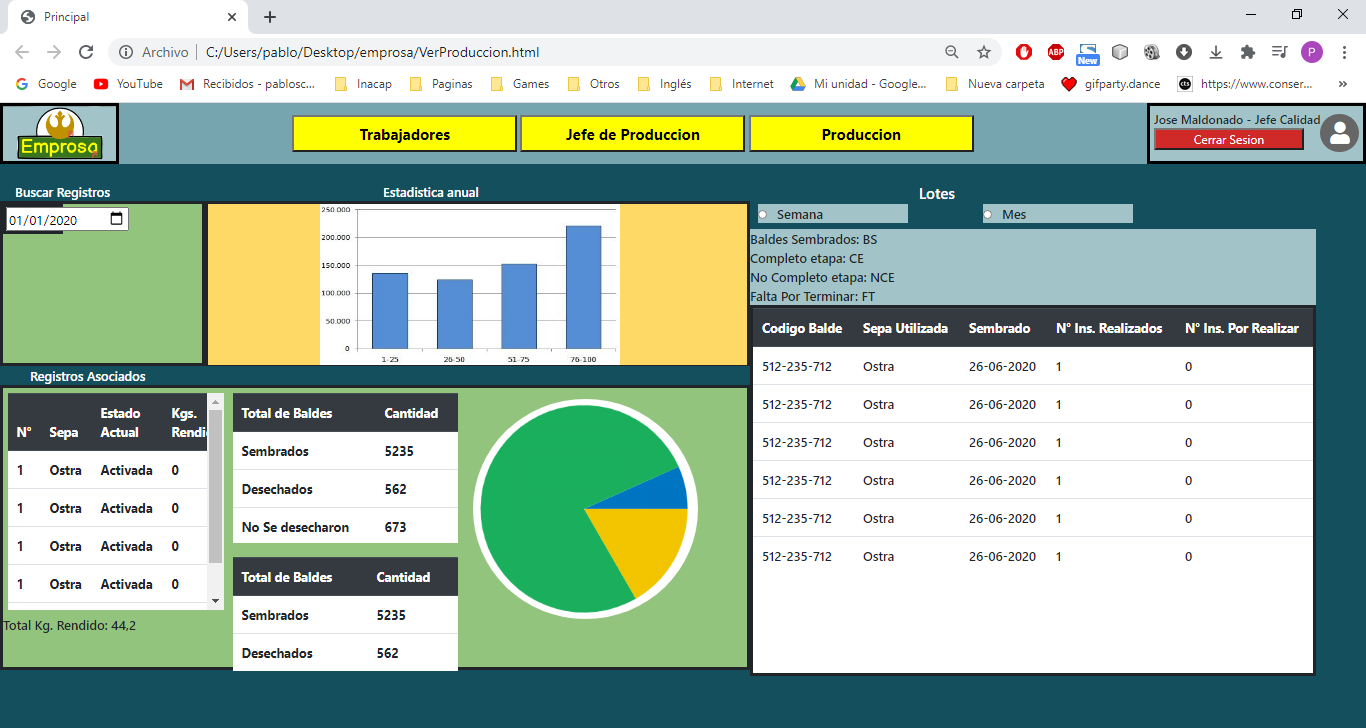 Principal
Archivo
C:/Users/pablo/Desktop/emprosa/VerProduccion.html
ABP
New
P
Google
YouTube
Recibidos - pablosc...
Inacap
Paginas
Games
Otros
Inglés
Internet
Mi unidad - Google...
Nueva carpeta
gifparty.dance
https://www.conser...
»
Emprosa
Trabajadores
Jefe de Produccion
Produccion
Jose Maldonado - Jefe Calidad
Cerrar Sesion
Buscar Registros
01/01/2020
Estadistica anual
250.000
200.000
150.000
100.000
50.000
0
1-25 26-50 51-75 76-100
Lotes
Semana
Mes
Baldes Sembrados: BS
Completo etapa: CE
No Completo etapa: NCE
Falta Por Terminar: FT
Codigo Balde Sepa Utilizada Sembrado N° Ins. Realizados N° Ins. Por Realizar
512-235-712 Ostra 26-06-2020 1 0
512-235-712 Ostra 26-06-2020 1 0
512-235-712 Ostra 26-06-2020 1 0
512-235-712 Ostra 26-06-2020 1 0
512-235-712 Ostra 26-06-2020 1 0
512-235-712 Ostra 26-06-2020 1 0
Registros Asociados
Estado Kgs.
N° Sepa Actual Rendi
1 Ostra Activada 0
1 Ostra Activada 0
1 Ostra Activada 0
1 Ostra Activada 0
Total Kg. Rendido: 44,2
Total de Baldes Cantidad
Sembrados 5235
Desechados 562
No Se desecharon 673
Total de Baldes Cantidad
Sembrados 5235
Desechados 562